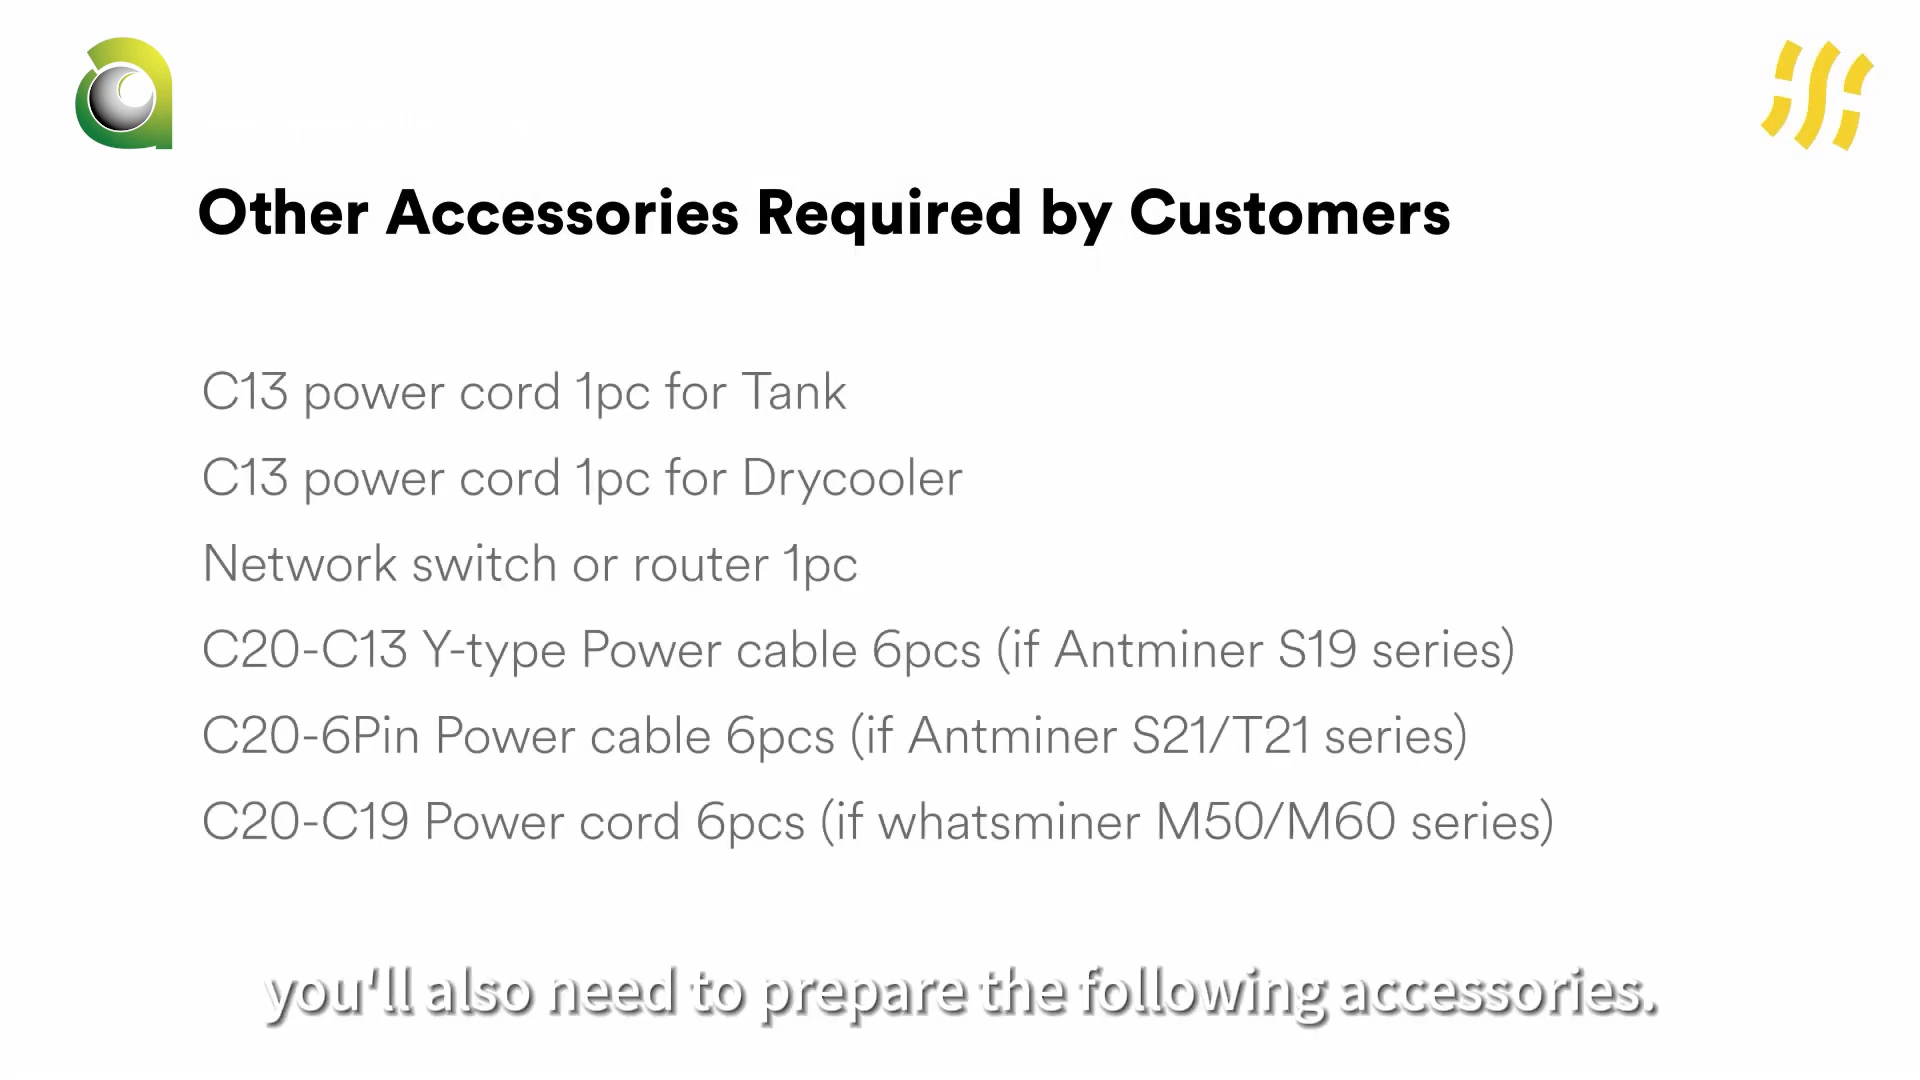 Other Accessories Required by Customers
C13 power cord 1pc for Tank
C13 power cord 1pc for Drycooler
Network switch or router 1pc
C20-C13 Y-type Power cable 6pcs (if Antminer S19 series)
C20-6Pin Power cable 6pcs (if Antminer S21/T21 series)
C20-C19 Power cord 6pcs (if whatsminer M50/M60 series)
you'll also need to prepare the following accessories.